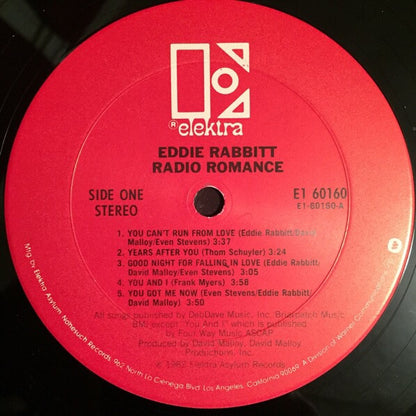 ® elektra
EDDIE RABBITT
RADIO ROMANCE
SIDE ONE
STEREO
E1 60160
E1-60160-A
1. YOU CAN'T RUN FROM LOVE (Eddie Rabbitt/David
Malloy/Even Stevens) 3:37
2. YEARS AFTER YOU (Thom Schuyler) 3:24
3. GOOD NIGHT FOR FALLING IN LOVE (Eddie Rabbitt/
David Malloy/Even Stevens) 3:05
4. YOU AND I (Frank Myers) 3:58
5. YOU GOT ME NOW (Even Stevens/Eddie Rabbitt/
David Malloy) 3:50
All songs published by DebDave Music, Inc. Briarpatch Music
BMI except "You And I" which is published
by Four Way Music ASCAP
Produced by David Malloy, David Malloy
Productions, Inc.
℗ 1982 Elektra/Asylum Records
Mfg. by Elektra/Asylum/Nonesuch Records, 962 North La Cienega Blvd., Los Angeles, California 90069. A Division of Warner